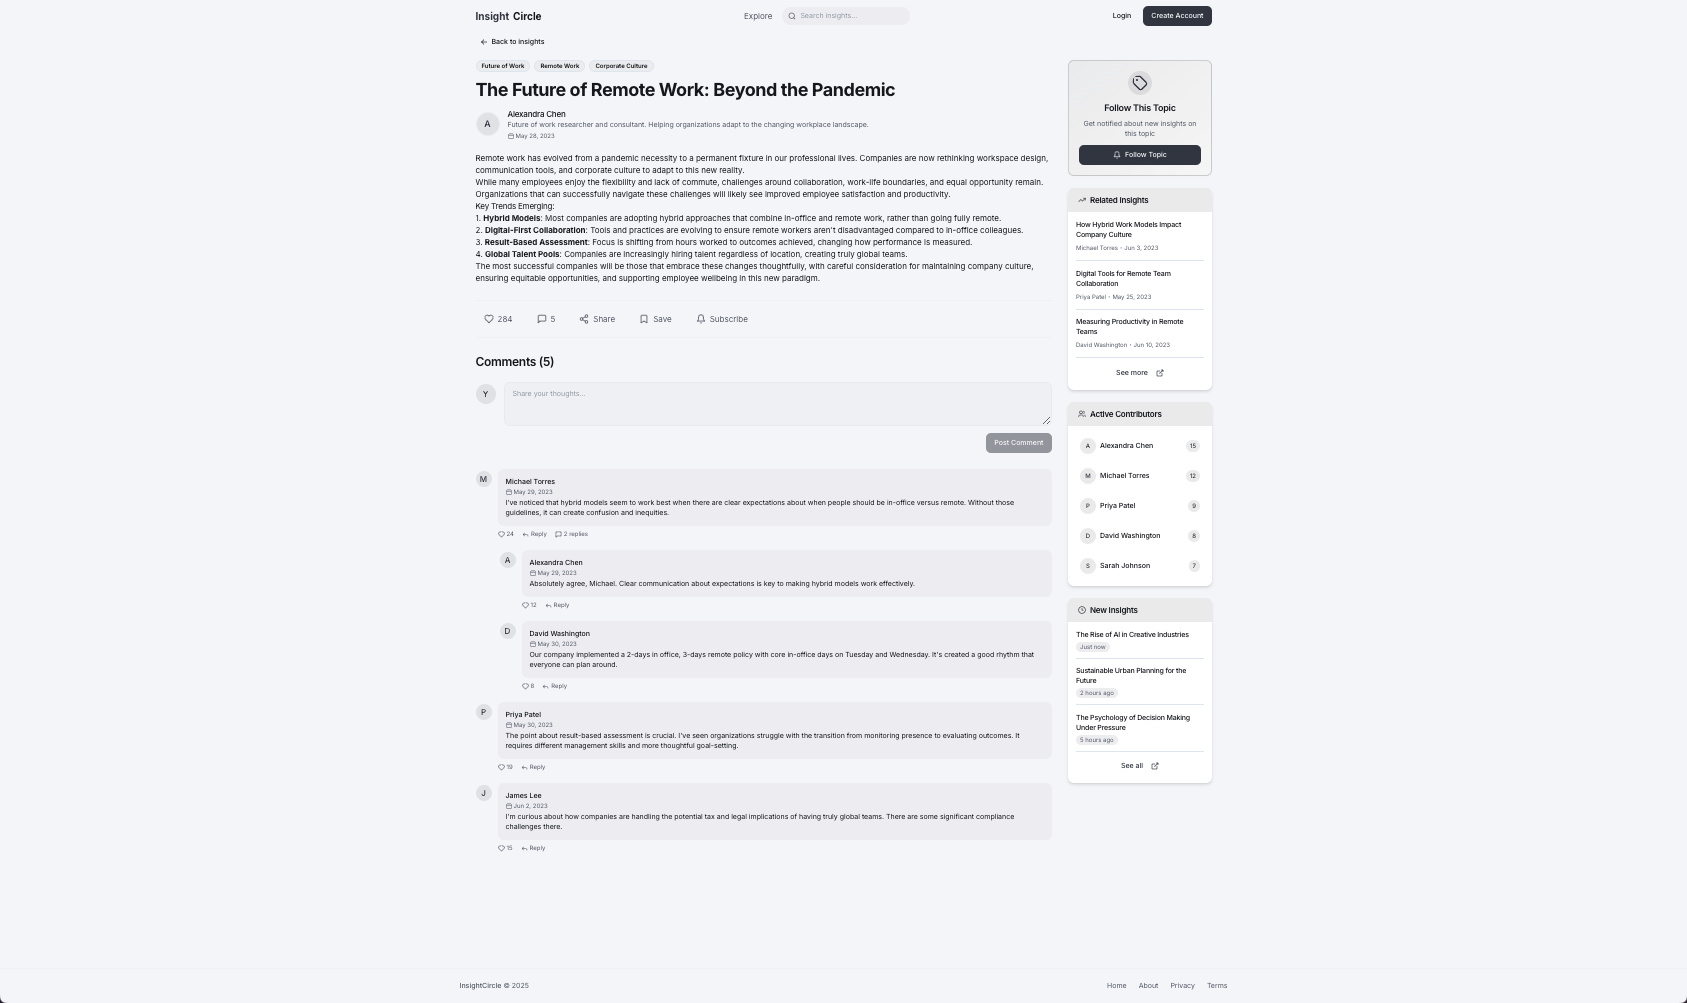 Insight Circle
Explore
Search insights...
Login
Create Account
Back to insights
Future of Work
Remote Work
Corporate Culture
The Future of Remote Work: Beyond the Pandemic
A
Alexandra Chen
Future of work researcher and consultant. Helping organizations adapt to the changing workplace landscape.
May 28, 2023
Remote work has evolved from a pandemic necessity to a permanent fixture in our professional lives. Companies are now rethinking workspace design,
communication tools, and corporate culture to adapt to this new reality.
While many employees enjoy the flexibility and lack of commute, challenges around collaboration, work-life boundaries, and equal opportunity remain.
Organizations that can successfully navigate these challenges will likely see improved employee satisfaction and productivity.
Key Trends Emerging:
1. Hybrid Models: Most companies are adopting hybrid approaches that combine in-office and remote work, rather than going fully remote.
2. Digital-First Collaboration: Tools and practices are evolving to ensure remote workers aren't disadvantaged compared to in-office colleagues.
3. Result-Based Assessment: Focus is shifting from hours worked to outcomes achieved, changing how performance is measured.
4. Global Talent Pools: Companies are increasingly hiring talent regardless of location, creating truly global teams.
The most successful companies will be those that embrace these changes thoughtfully, with careful consideration for maintaining company culture,
ensuring equitable opportunities, and supporting employee wellbeing in this new paradigm.
284
5
Share
Save
Subscribe
Comments (5)
Y
Share your thoughts...
Post Comment
M
Michael Torres
May 29, 2023
I've noticed that hybrid models seem to work best when there are clear expectations about when people should be in-office versus remote. Without those
guidelines, it can create confusion and inequities.
24
Reply
2 replies
A
Alexandra Chen
May 29, 2023
Absolutely agree, Michael. Clear communication about expectations is key to making hybrid models work effectively.
12
Reply
D
David Washington
May 30, 2023
Our company implemented a 2-days in office, 3-days remote policy with core in-office days on Tuesday and Wednesday. It's created a good rhythm that
everyone can plan around.
8
Reply
P
Priya Patel
May 30, 2023
The point about result-based assessment is crucial. I've seen organizations struggle with the transition from monitoring presence to evaluating outcomes. It
requires different management skills and more thoughtful goal-setting.
19
Reply
J
James Lee
Jun 2, 2023
I'm curious about how companies are handling the potential tax and legal implications of having truly global teams. There are some significant compliance
challenges there.
15
Reply
Follow This Topic
Get notified about new insights on
this topic
Follow Topic
Related Insights
How Hybrid Work Models Impact
Company Culture
Michael Torres • Jun 3, 2023
Digital Tools for Remote Team
Collaboration
Priya Patel • May 25, 2023
Measuring Productivity in Remote
Teams
David Washington • Jun 10, 2023
See more
Active Contributors
A
Alexandra Chen
15
M
Michael Torres
12
P
Priya Patel
9
D
David Washington
8
S
Sarah Johnson
7
New Insights
The Rise of AI in Creative Industries
Just now
Sustainable Urban Planning for the
Future
2 hours ago
The Psychology of Decision Making
Under Pressure
5 hours ago
See all
InsightCircle © 2025
Home
About
Privacy
Terms